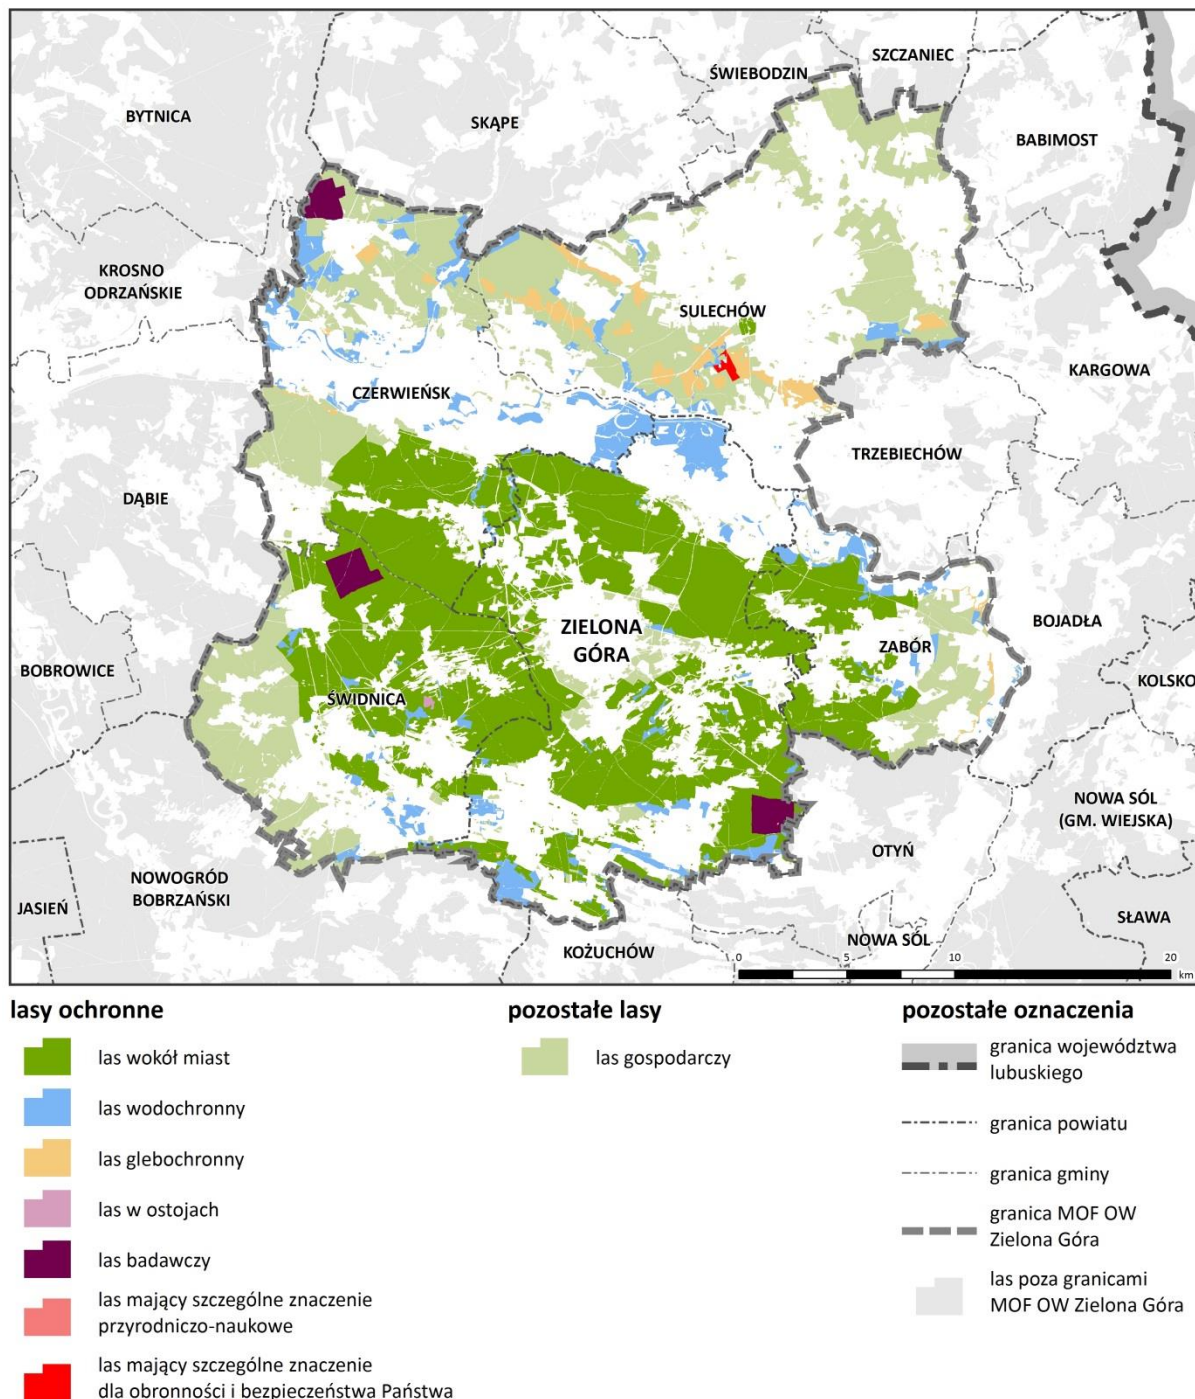 SZCZANIEC
ŚWIEBODZIN
BYTNICA
SKĄPE
BABIMOST
KROSNO
ODRZAŃSKIE
SULECHÓW
KARGOWA
CZERWIEŃSK
TRZEBIECHÓW
DĄBIE
ZIELONA
GÓRA
ZABÓR
BOJADŁA
BOBROWICE
KOLSKO
ŚWIDNICA
NOWA SÓL
(GM. WIEJSKA)
OTYŃ
NOWOGRÓD
BOBRZAŃSKI
JASIEŃ
SŁAWA
NOWA SÓL
KOŻUCHÓW
0 5 10 20
km
lasy ochronne
las wokół miast
las wodochronny
las glebochronny
las w ostojach
las badawczy
las mający szczególne znaczenie
przyrodniczo-naukowe
las mający szczególne znaczenie
dla obronności i bezpieczeństwa Państwa
pozostałe lasy
las gospodarczy
pozostałe oznaczenia
granica województwa
lubuskiego
granica powiatu
granica gminy
granica MOF OW
Zielona Góra
las poza granicami
MOF OW Zielona Góra